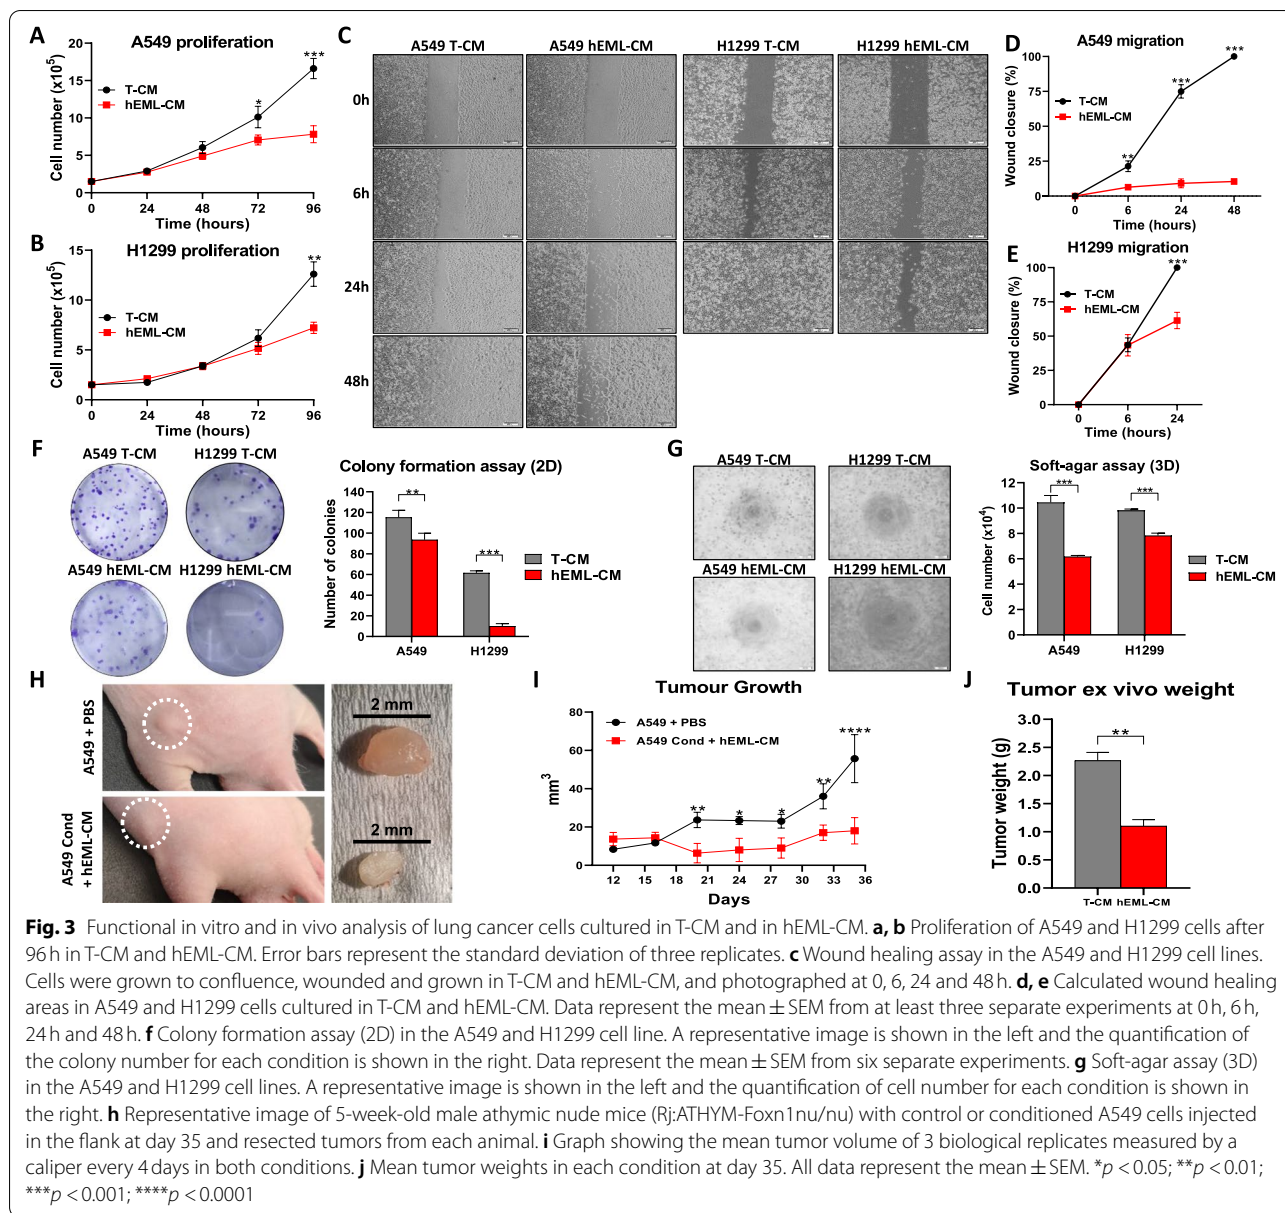 A
A549 proliferation
Cell number (x10⁵)
20
15
10
5
0
T-CM
hEML-CM
*
***
0 24 48 72 96
Time (hours)
B
H1299 proliferation
Cell number (x10⁵)
15
10
5
0
T-CM
hEML-CM
**
0 24 48 72 96
Time (hours)
C
A549 T-CM A549 hEML-CM H1299 T-CM H1299 hEML-CM
0h
6h
24h
48h
D
A549 migration
Wound closure (%)
100
75
50
25
0
T-CM
hEML-CM
**
***
***
0 6 24 48
Time (hours)
E
H1299 migration
Wound closure (%)
100
75
50
25
0
T-CM
hEML-CM
***
0 6 24
Time (hours)
F
A549 T-CM H1299 T-CM
A549 hEML-CM H1299 hEML-CM
Colony formation assay (2D)
Number of colonies
140
120
100
80
60
40
20
0
**
***
T-CM
hEML-CM
A549 H1299
G
A549 T-CM H1299 T-CM
A549 hEML-CM H1299 hEML-CM
Soft-agar assay (3D)
Cell number (x10⁴)
12
10
8
6
4
2
0
***
***
T-CM
hEML-CM
A549 H1299
H
A549 + PBS
A549 Cond
+ hEML-CM
2 mm
2 mm
I
Tumour Growth
mm³
80
60
40
20
0
A549 + PBS
A549 Cond + hEML-CM
**
*
*
**
****
12 15 18 21 24 27 30 33 36
Days
J
Tumor ex vivo weight
Tumor weight (g)
3.0
2.5
2.0
1.5
1.0
0.5
0.0
**
T-CM hEML-CM
Fig. 3 Functional in vitro and in vivo analysis of lung cancer cells cultured in T-CM and in hEML-CM. a, b Proliferation of A549 and H1299 cells after
96 h in T-CM and hEML-CM. Error bars represent the standard deviation of three replicates. c Wound healing assay in the A549 and H1299 cell lines.
Cells were grown to confluence, wounded and grown in T-CM and hEML-CM, and photographed at 0, 6, 24 and 48 h. d, e Calculated wound healing
areas in A549 and H1299 cells cultured in T-CM and hEML-CM. Data represent the mean ± SEM from at least three separate experiments at 0 h, 6 h,
24 h and 48 h. f Colony formation assay (2D) in the A549 and H1299 cell line. A representative image is shown in the left and the quantification of
the colony number for each condition is shown in the right. Data represent the mean ± SEM from six separate experiments. g Soft-agar assay (3D)
in the A549 and H1299 cell lines. A representative image is shown in the left and the quantification of cell number for each condition is shown in
the right. h Representative image of 5-week-old male athymic nude mice (Rj:ATHYM-Foxn1nu/nu) with control or conditioned A549 cells injected
in the flank at day 35 and resected tumors from each animal. i Graph showing the mean tumor volume of 3 biological replicates measured by a
caliper every 4 days in both conditions. j Mean tumor weights in each condition at day 35. All data represent the mean ± SEM. *p < 0.05; **p < 0.01;
***p < 0.001; ****p < 0.0001